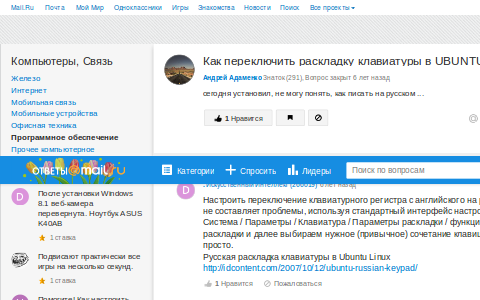 Mail.Ru Почта Мой Мир Одноклассники Игры Знакомства Новости Поиск Все проекты
Компьютеры, Связь
Железо
Интернет
Мобильная связь
Мобильные устройства
Офисная техника
Программное обеспечение
Прочее компьютерное
Как переключить раскладку клавиатуры в UBUNTU
Андрей Адаменко Знаток (291), Вопрос закрыт 6 лет назад
сегодня установил, не могу понять, как писать на русском ...
1 Нравится
@
ОТВЕТЫ@mail.ru Категории Спросить Лидеры Поиск по вопросам
D
После установки Windows
8.1 веб-камера
перевернута. Ноутбук ASUS
K40AB
1 ставка
Подвисают практически все
игры на несколько секунд.
1 ставка
D
Помогите! Как настроить
D
.Искусственный Интеллект (260019) 6 лет назад
Настроить переключение клавиатурного регистра с английского на
не составляет проблемы, используя стандартный интерфейс настро
Система / Параметры / Клавиатура / Параметры раскладки / функци
раскладки и далее выбираем нужное (привычное) сочетание клавиш
просто.
Русская раскладка клавиатуры в Ubuntu Linux
http://idcontent.com/2007/10/12/ubuntu-russian-keypad/
1 Нравится Пожаловаться